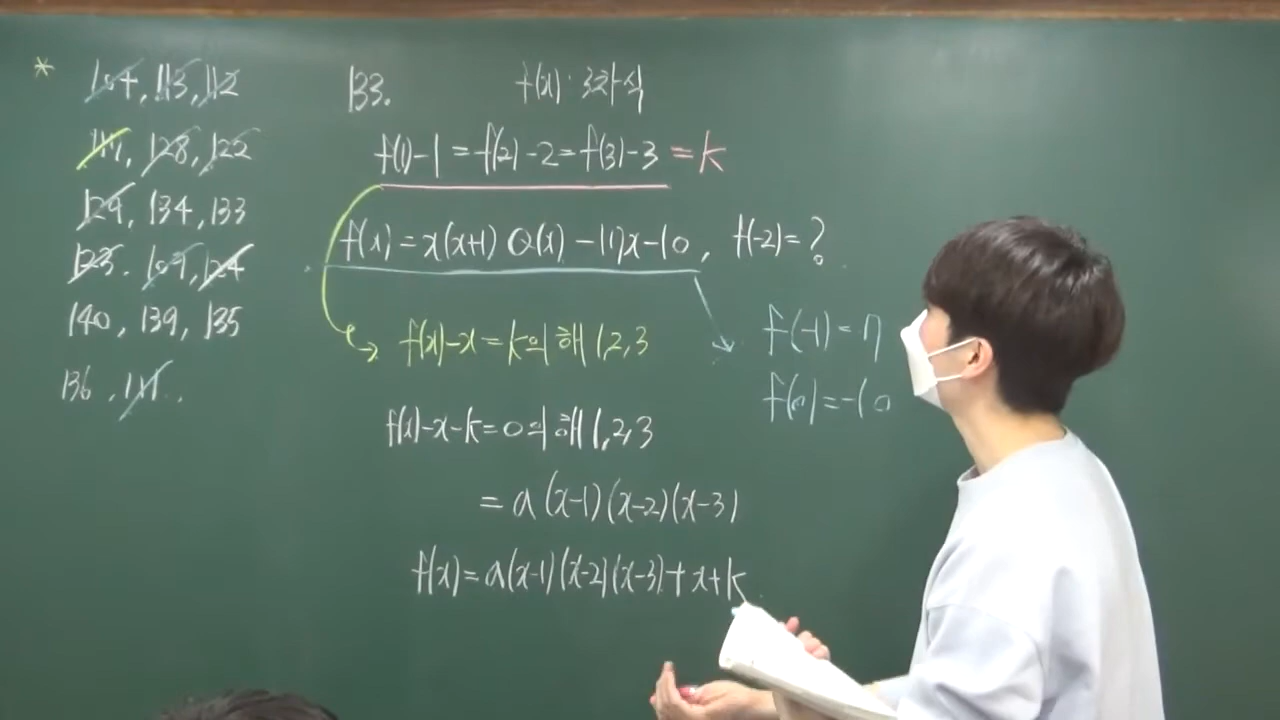 * 104, 113, 112
111, 128, 122
129, 134, 133
123, 109, 124
140, 139, 135
136, 111,
133. f(x) : 3차식
f(1)-1=f(2)-2=f(3)-3=k
f(x)=x(x+1)Q(x)-17x-10, f(-2)=?
f(x)-x=k의 해 1,2,3
f(-1)=7
f(0)=-10
f(x)-x-k=0의 해 1,2,3
=a(x-1)(x-2)(x-3)
f(x)=a(x-1)(x-2)(x-3)+x+k